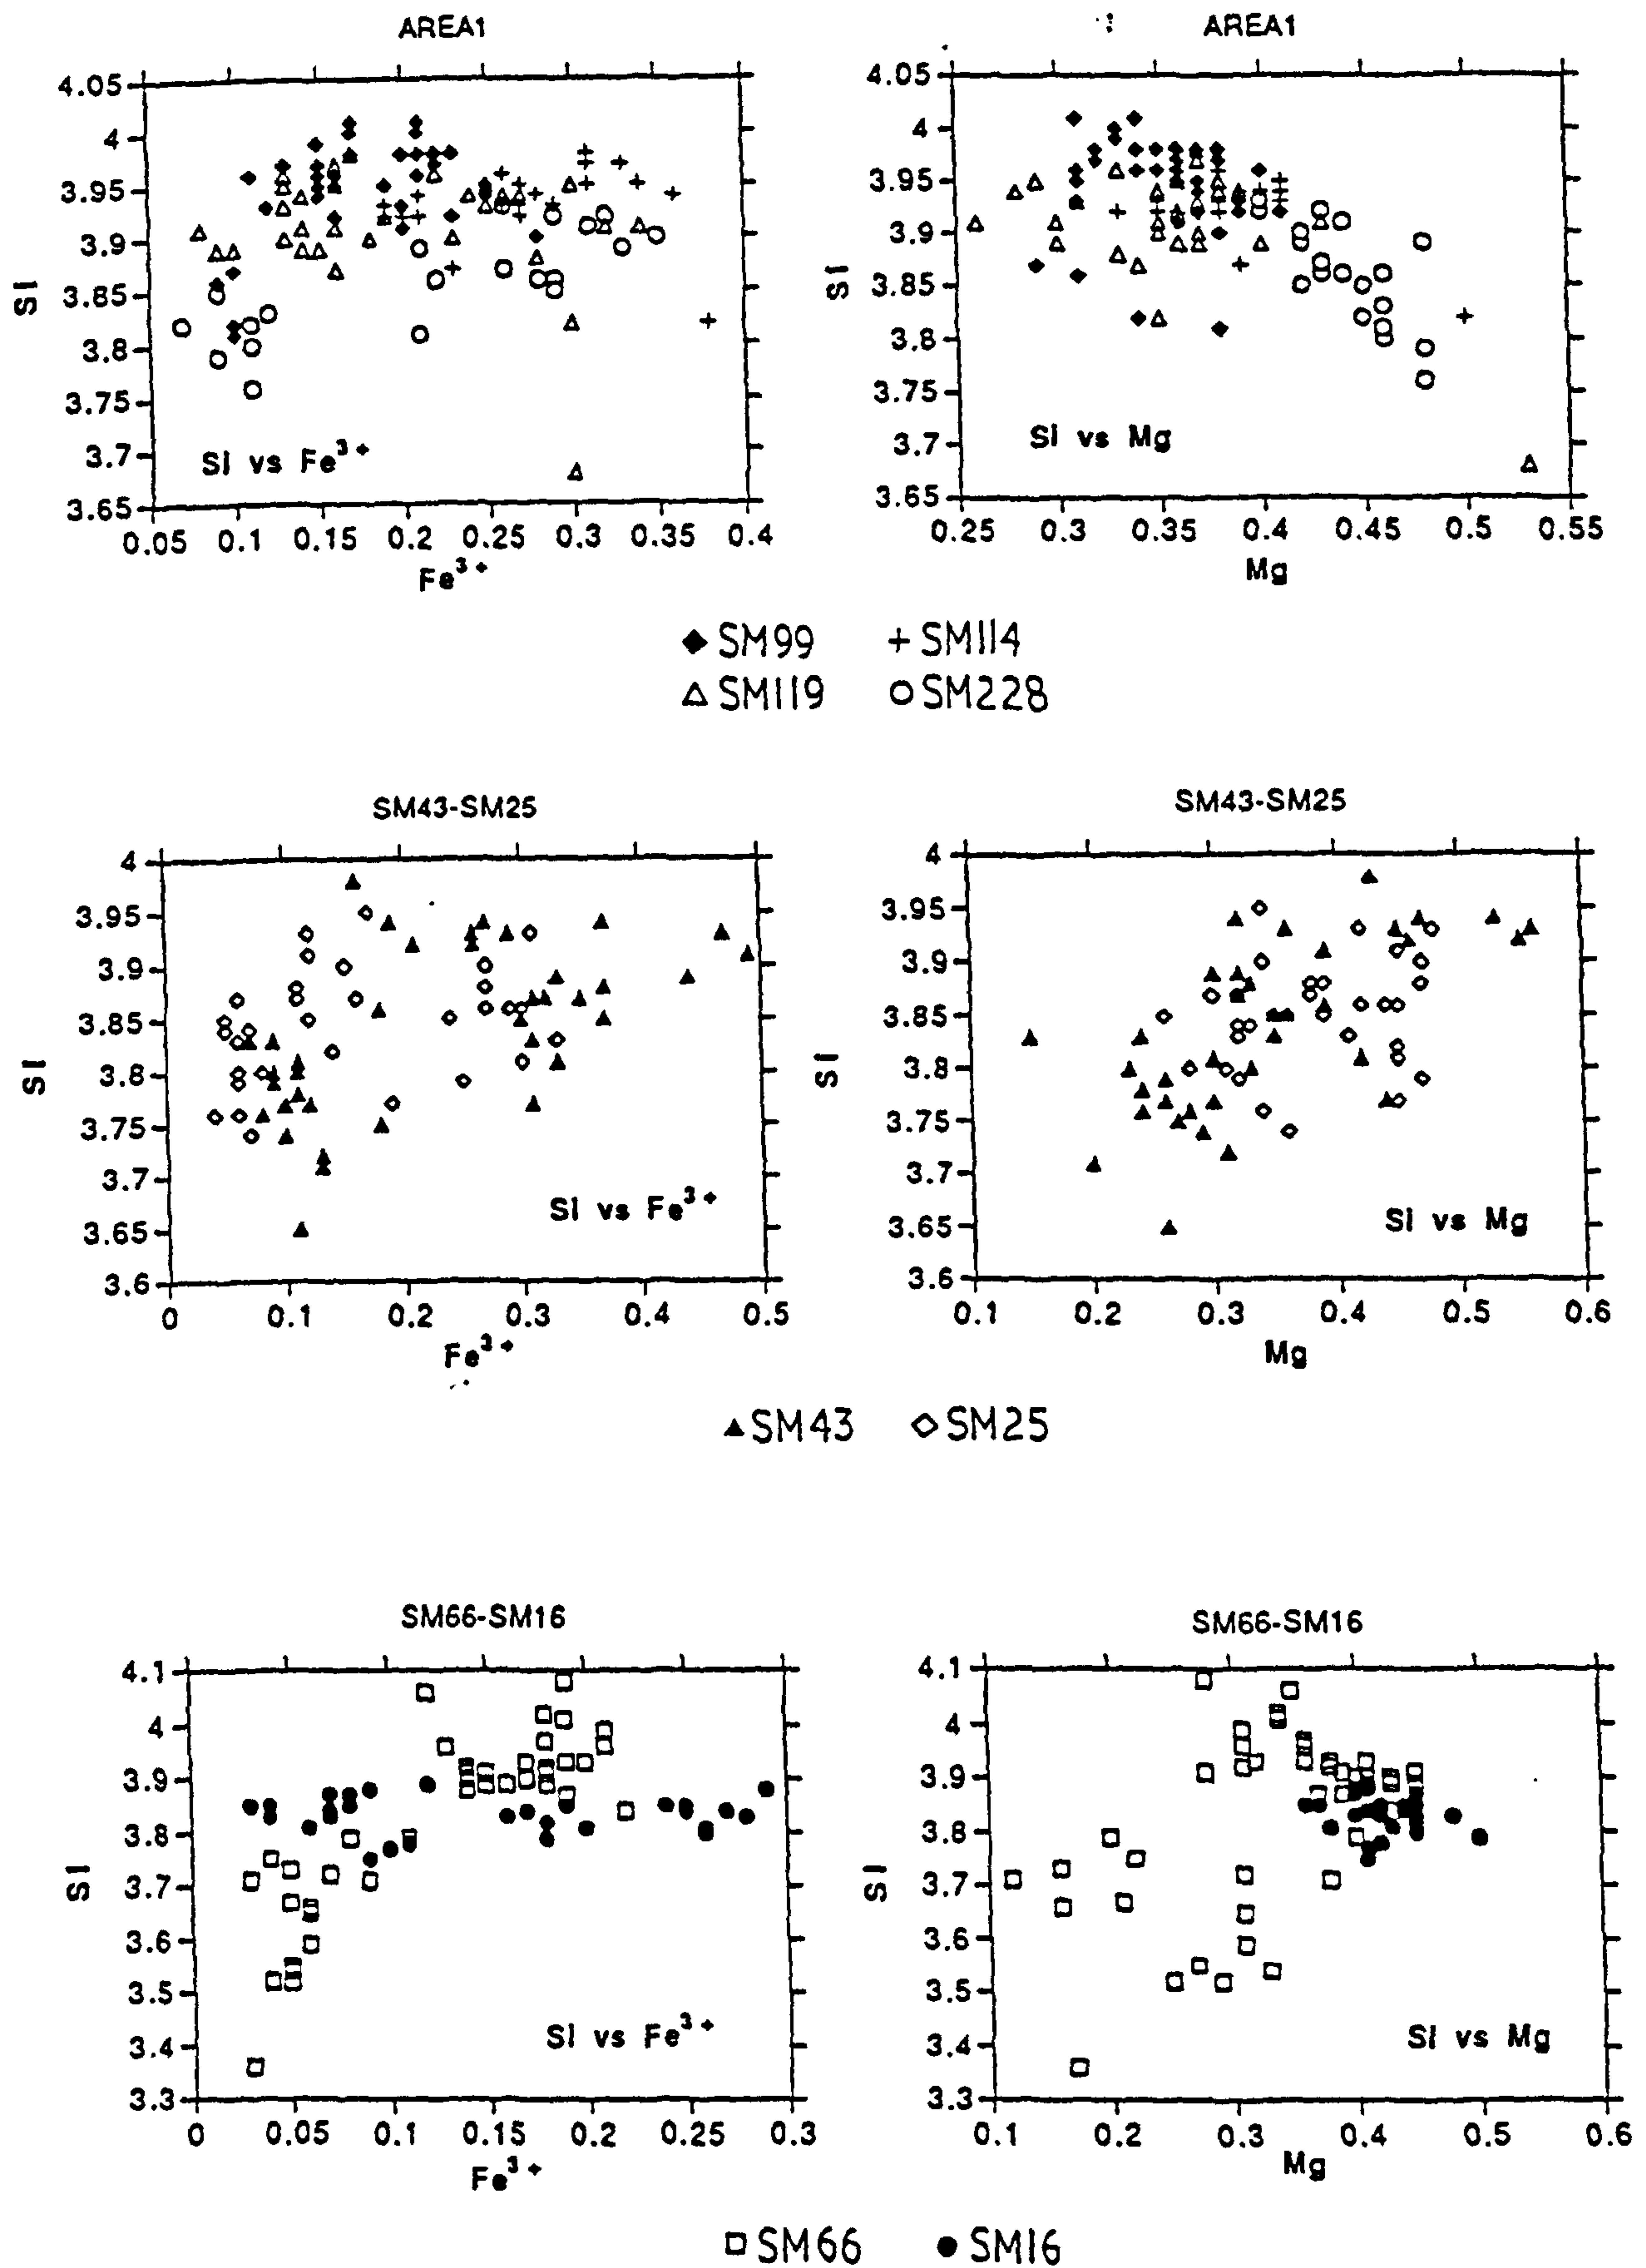 AREA1
4.05
4
3.95
3.9
3.85
3.8
3.75
3.7
3.65
SI
SI vs Fe³⁺
0.05 0.1 0.15 0.2 0.25 0.3 0.35 0.4
Fe³⁺
AREA1
4.05
4
3.95
3.9
3.85
3.8
3.75
3.7
3.65
SI
SI vs Mg
0.25 0.3 0.35 0.4 0.45 0.5 0.55
Mg
◆ SM99 + SM114
△ SM119 ○ SM228
SM43-SM25
4
3.95
3.9
3.85
3.8
3.75
3.7
3.65
3.6
SI
SI vs Fe³⁺
0 0.1 0.2 0.3 0.4 0.5
Fe³⁺
SM43-SM25
4
3.95
3.9
3.85
3.8
3.75
3.7
3.65
3.6
SI
SI vs Mg
0.1 0.2 0.3 0.4 0.5 0.6
Mg
▲ SM43 ◇ SM25
SM66-SM16
4.1
4
3.9
3.8
3.7
3.6
3.5
3.4
3.3
SI
SI vs Fe³⁺
0 0.05 0.1 0.15 0.2 0.25 0.3
Fe³⁺
SM66-SM16
4.1
4
3.9
3.8
3.7
3.6
3.5
3.4
3.3
SI
SI vs Mg
0.1 0.2 0.3 0.4 0.5 0.6
Mg
□ SM66 ● SM16